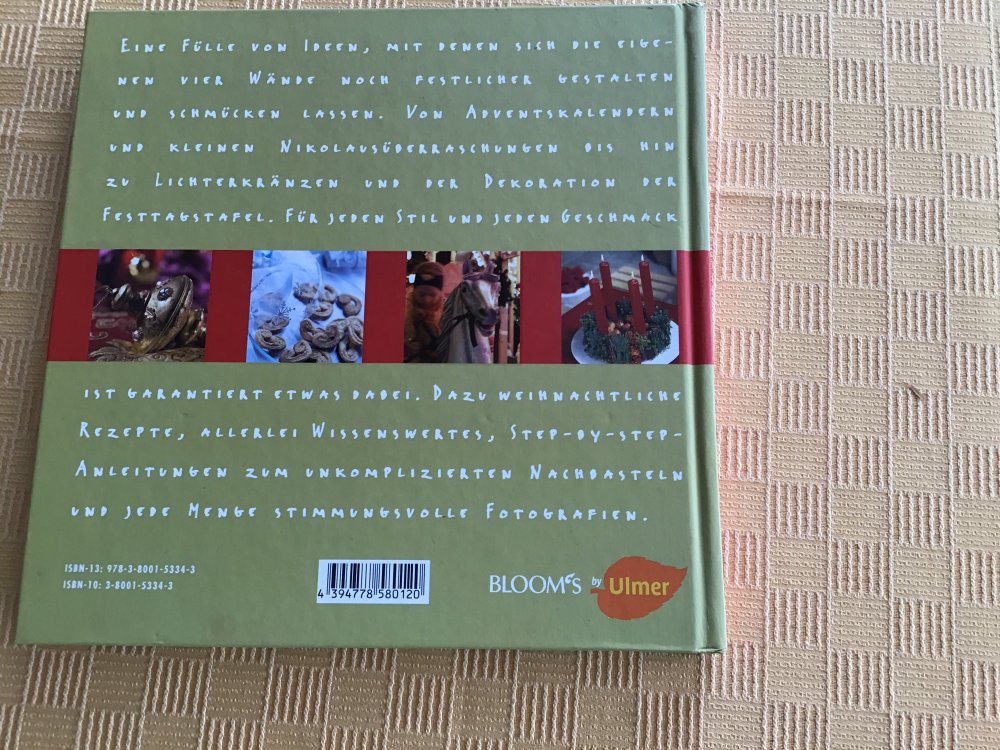 Eine Fülle von Ideen, mit denen sich die eige-
nen vier Wände noch festlicher gestalten
und schmücken lassen. Von Adventskalendern
und kleinen Nikolausüberraschungen bis hin
zu Lichterkränzen und der Dekoration der
Festtagstafel. Für jeden Stil und jeden Geschmack
ist garantiert etwas dabei. Dazu weihnachtliche
Rezepte, allerlei Wissenswertes, Step-by-step-
Anleitungen zum unkomplizierten Nachbasteln
und jede Menge stimmungsvolle Fotografien.
ISBN-13: 978-3-8001-5334-3
ISBN-10: 3-8001-5334-3
4 394778 580120
BLOOM's by Ulmer